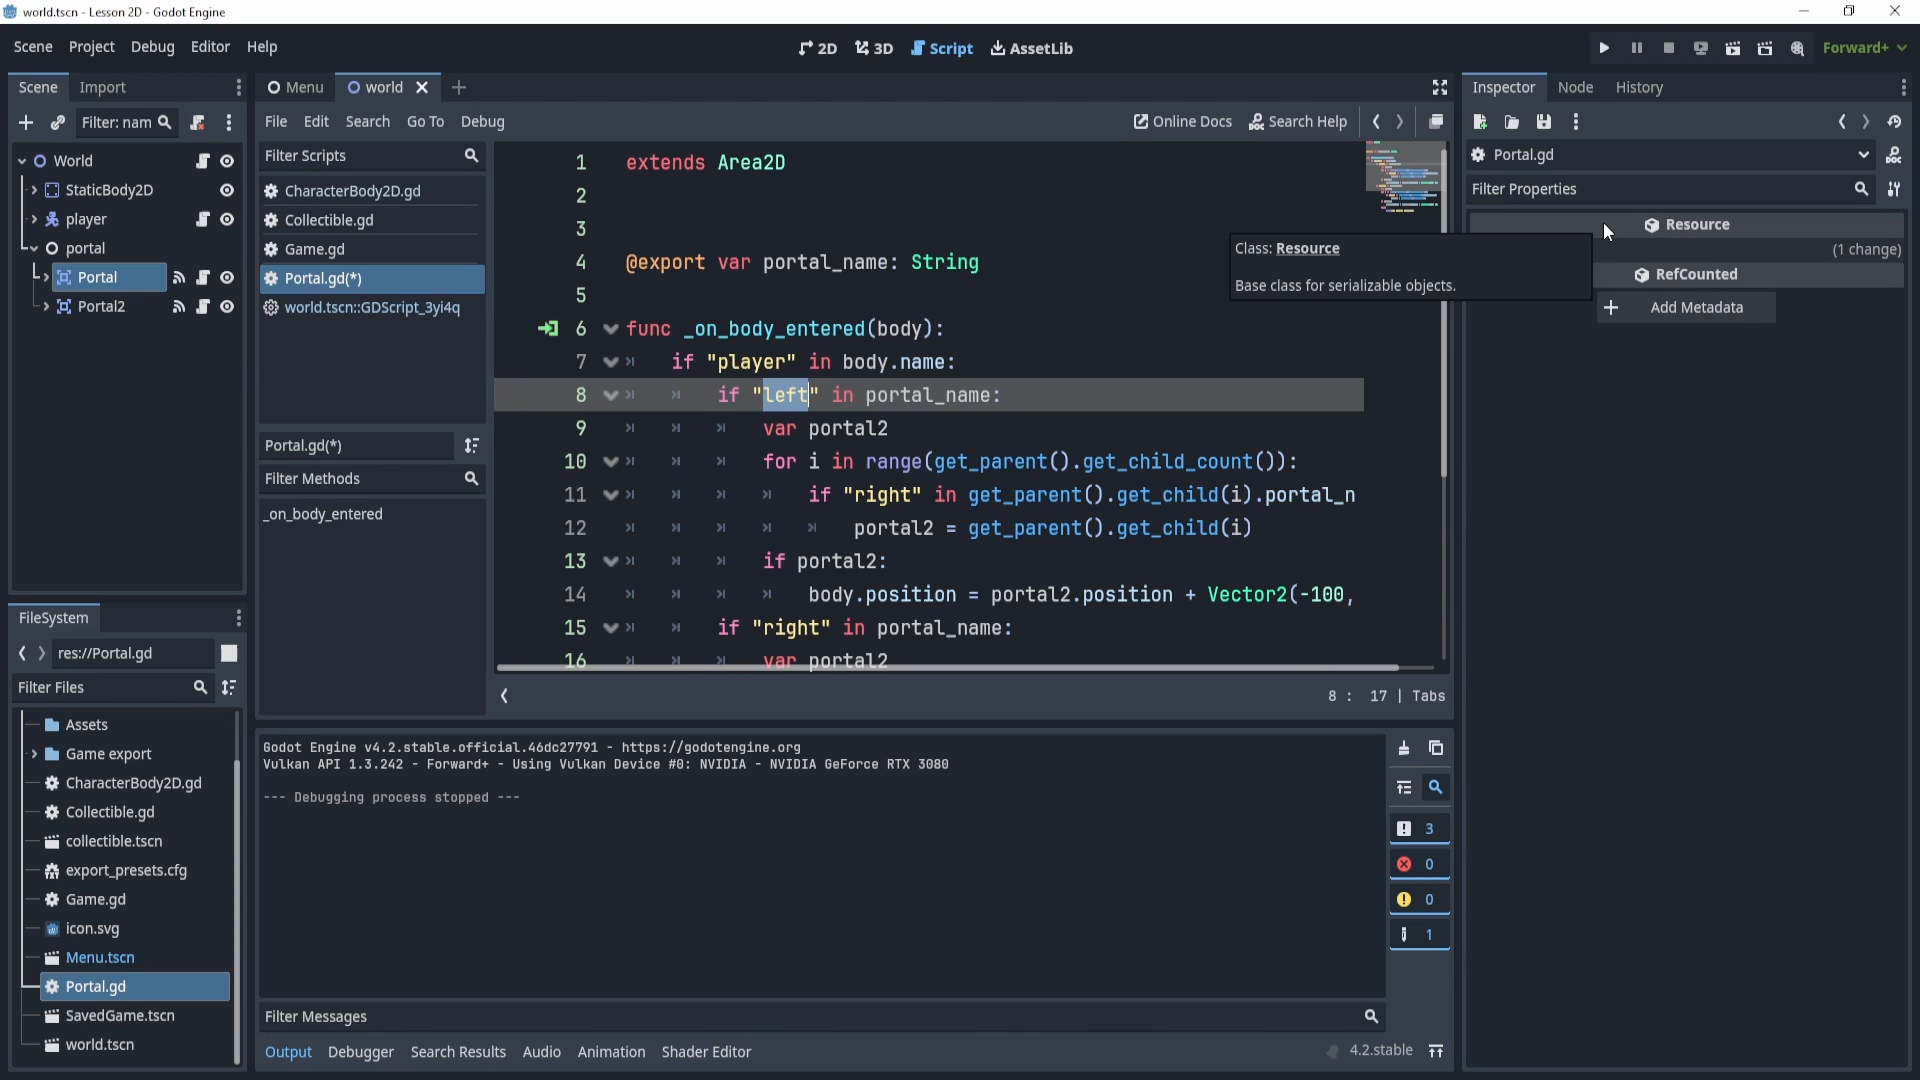 world.tscn - Lesson 2D - Godot Engine
Scene Project Debug Editor Help
2D 3D Script AssetLib
Forward+
Scene Import
Filter: nam
World
StaticBody2D
player
portal
Portal
Portal2
FileSystem
res://Portal.gd
Filter Files
Assets
Game export
CharacterBody2D.gd
Collectible.gd
collectible.tscn
export_presets.cfg
Game.gd
icon.svg
Menu.tscn
Portal.gd
SavedGame.tscn
world.tscn
Menu world
File Edit Search Go To Debug
Online Docs Search Help
Filter Scripts
CharacterBody2D.gd
Collectible.gd
Game.gd
Portal.gd(*)
world.tscn::GDScript_3yi4q
Portal.gd(*)
Filter Methods
_on_body_entered
1 extends Area2D
2
3
4 @export var portal_name: String
5
6 func _on_body_entered(body):
7 if "player" in body.name:
8 if "left" in portal_name:
9 var portal2
10 for i in range(get_parent().get_child_count()):
11 if "right" in get_parent().get_child(i).portal_n
12 portal2 = get_parent().get_child(i)
13 if portal2:
14 body.position = portal2.position + Vector2(-100,
15 if "right" in portal_name:
16 var portal2
8 : 17 | Tabs
Godot Engine v4.2.stable.official.46dc27791 - https://godotengine.org
Vulkan API 1.3.242 - Forward+ - Using Vulkan Device #0: NVIDIA - NVIDIA GeForce RTX 3080
--- Debugging process stopped ---
3
0
0
1
Filter Messages
Output Debugger Search Results Audio Animation Shader Editor
4.2.stable
Inspector Node History
Portal.gd
Filter Properties
Resource
(1 change)
RefCounted
Add Metadata
Class: Resource
Base class for serializable objects.